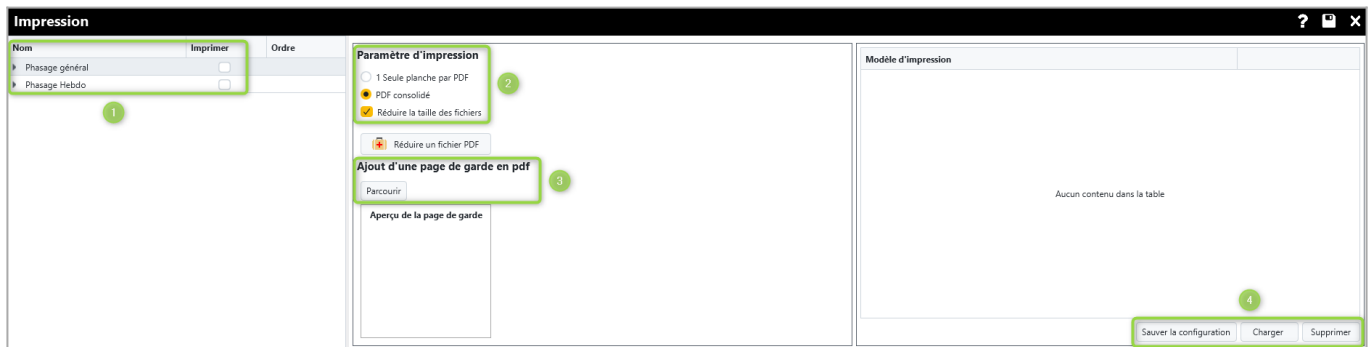 Impression
?
Nom Imprimer Ordre
Phasage général
Phasage Hebdo
1
Paramètre d'impression
1 Seule planche par PDF
PDF consolidé
Réduire la taille des fichiers
2
Réduire un fichier PDF
Ajout d'une page de garde en pdf
Parcourir
3
Aperçu de la page de garde
Modèle d'impression
Aucun contenu dans la table
4
Sauver la configuration Charger Supprimer